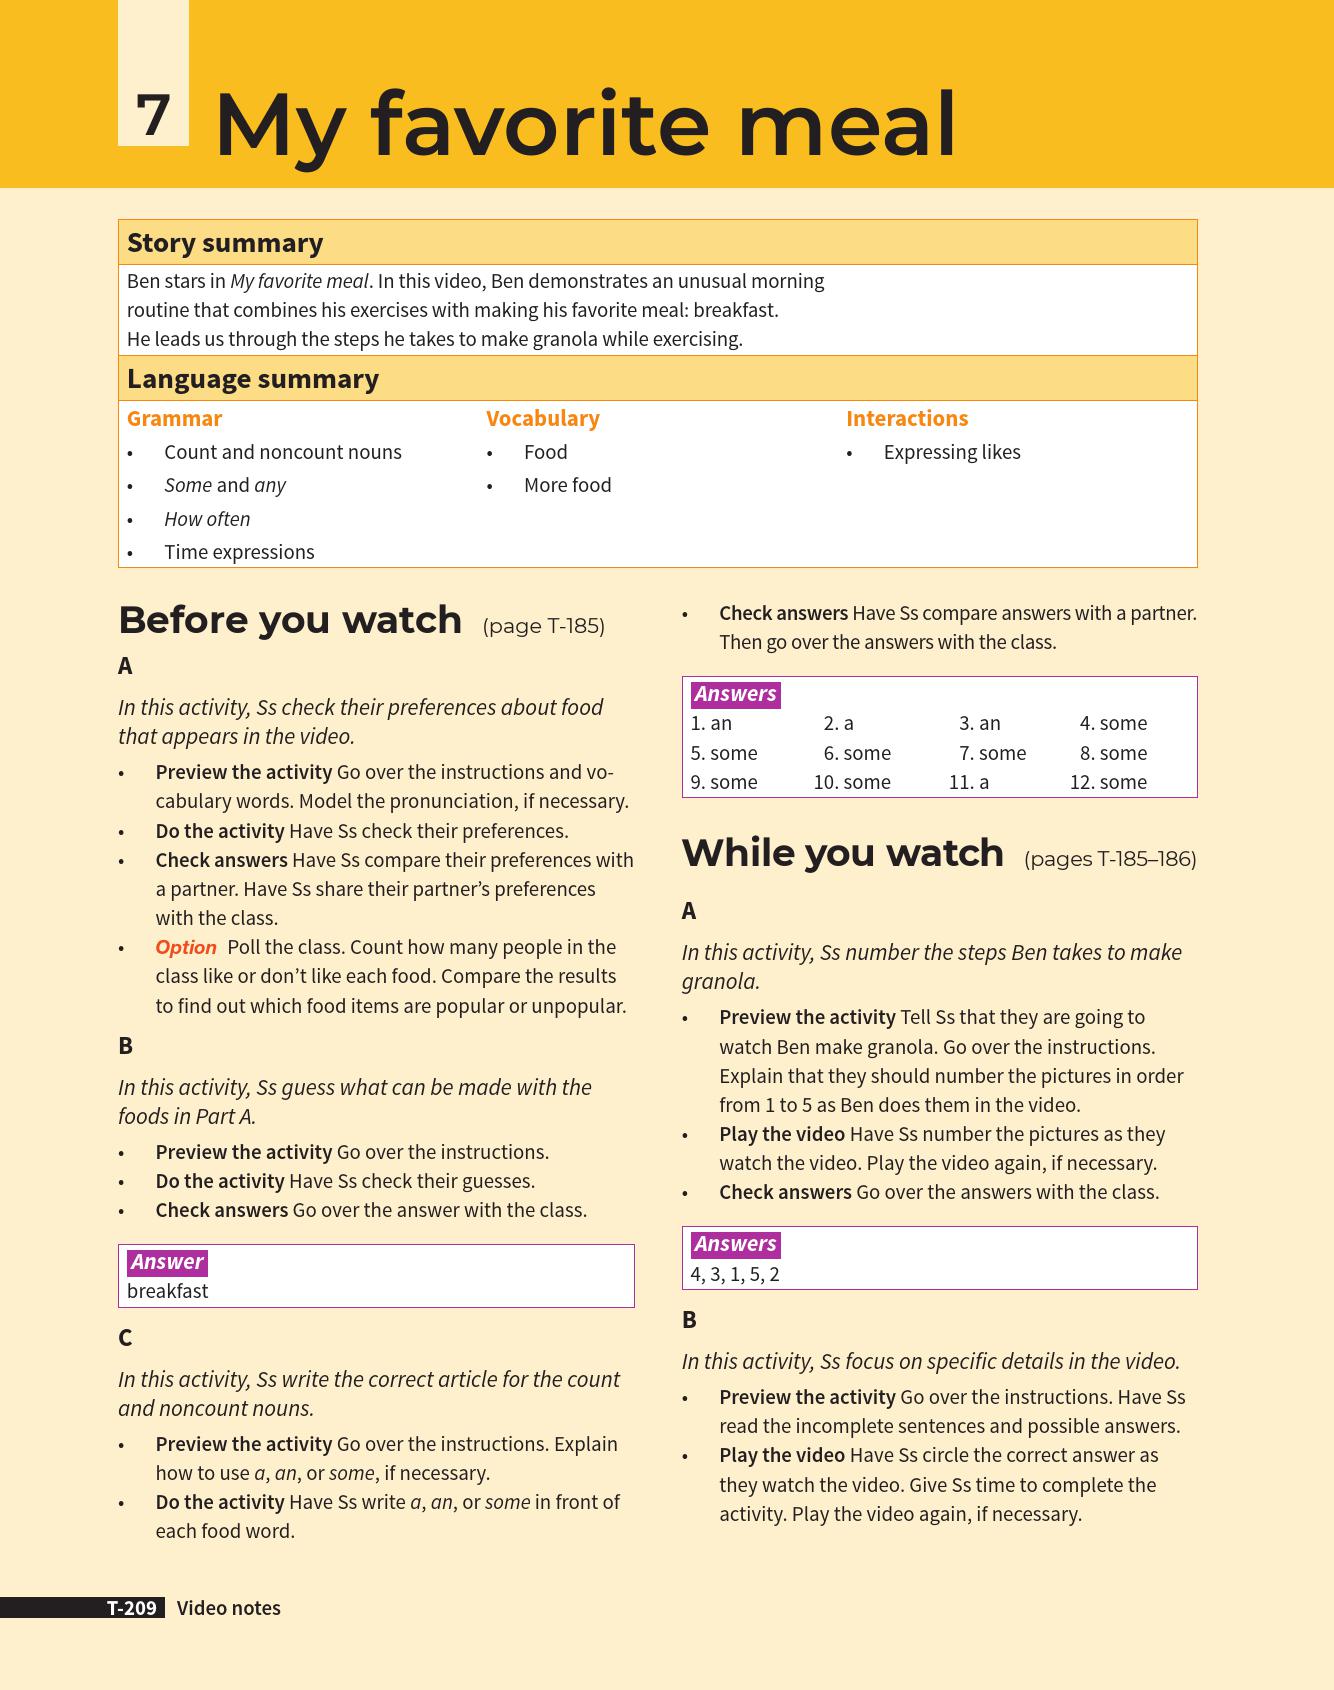 7 My favorite meal
Story summary
Ben stars in My favorite meal. In this video, Ben demonstrates an unusual morning
routine that combines his exercises with making his favorite meal: breakfast.
He leads us through the steps he takes to make granola while exercising.
Language summary
Grammar
• Count and noncount nouns
• Some and any
• How often
• Time expressions
Vocabulary
• Food
• More food
Interactions
• Expressing likes
Before you watch (page T-185)
A
In this activity, Ss check their preferences about food
that appears in the video.
• Preview the activity Go over the instructions and vo-
cabulary words. Model the pronunciation, if necessary.
• Do the activity Have Ss check their preferences.
• Check answers Have Ss compare their preferences with
a partner. Have Ss share their partner’s preferences
with the class.
• Option Poll the class. Count how many people in the
class like or don’t like each food. Compare the results
to find out which food items are popular or unpopular.
B
In this activity, Ss guess what can be made with the
foods in Part A.
• Preview the activity Go over the instructions.
• Do the activity Have Ss check their guesses.
• Check answers Go over the answer with the class.
Answer
breakfast
C
In this activity, Ss write the correct article for the count
and noncount nouns.
• Preview the activity Go over the instructions. Explain
how to use a, an, or some, if necessary.
• Do the activity Have Ss write a, an, or some in front of
each food word.
• Check answers Have Ss compare answers with a partner.
Then go over the answers with the class.
Answers
1. an 2. a 3. an 4. some
5. some 6. some 7. some 8. some
9. some 10. some 11. a 12. some
While you watch (pages T-185–186)
A
In this activity, Ss number the steps Ben takes to make
granola.
• Preview the activity Tell Ss that they are going to
watch Ben make granola. Go over the instructions.
Explain that they should number the pictures in order
from 1 to 5 as Ben does them in the video.
• Play the video Have Ss number the pictures as they
watch the video. Play the video again, if necessary.
• Check answers Go over the answers with the class.
Answers
4, 3, 1, 5, 2
B
In this activity, Ss focus on specific details in the video.
• Preview the activity Go over the instructions. Have Ss
read the incomplete sentences and possible answers.
• Play the video Have Ss circle the correct answer as
they watch the video. Give Ss time to complete the
activity. Play the video again, if necessary.
T-209 Video notes